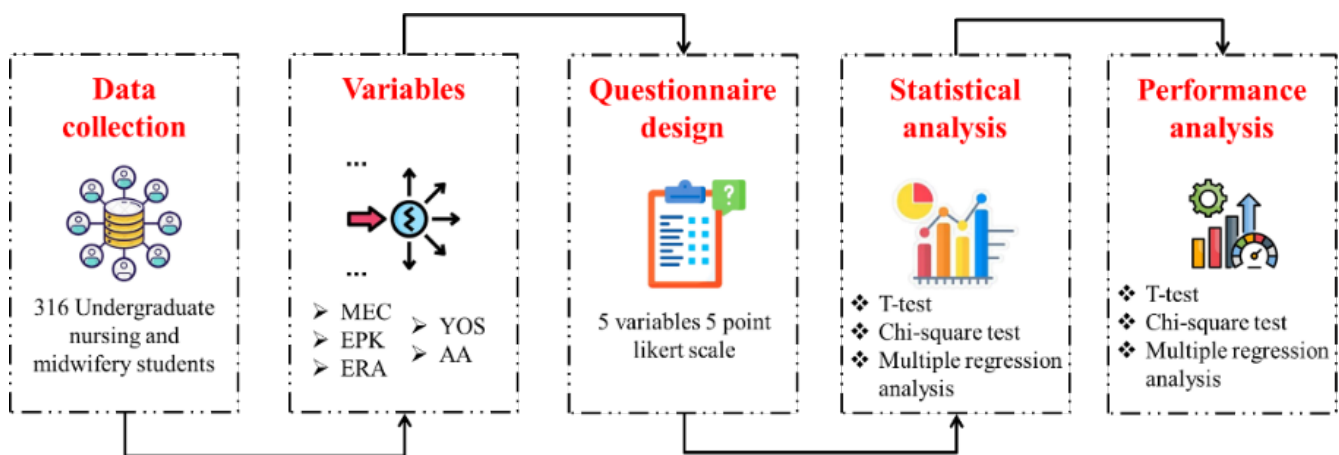 Data
collection
316 Undergraduate
nursing and
midwifery students
Variables
...
...
➢ MEC
➢ EPK
➢ ERA
➢ YOS
➢ AA
Questionnaire
design
?
5 variables 5 point
likert scale
Statistical
analysis
❖ T-test
❖ Chi-square test
❖ Multiple regression
analysis
Performance
analysis
❖ T-test
❖ Chi-square test
❖ Multiple regression
analysis